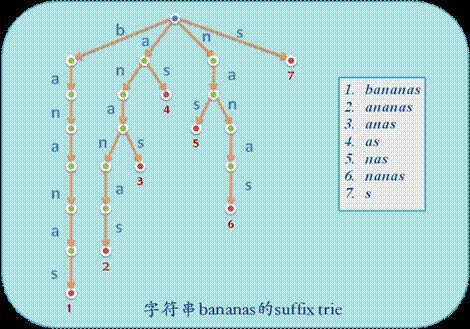 b
a
n
s
a
n
s
a
n
a
s
n
4
7
a
n
s
5
a
n
s
3
a
s
6
a
s
2
n
a
s
1
1. bananas
2. ananas
3. anas
4. as
5. nas
6. nanas
7. s
字符串bananas的suffix trie